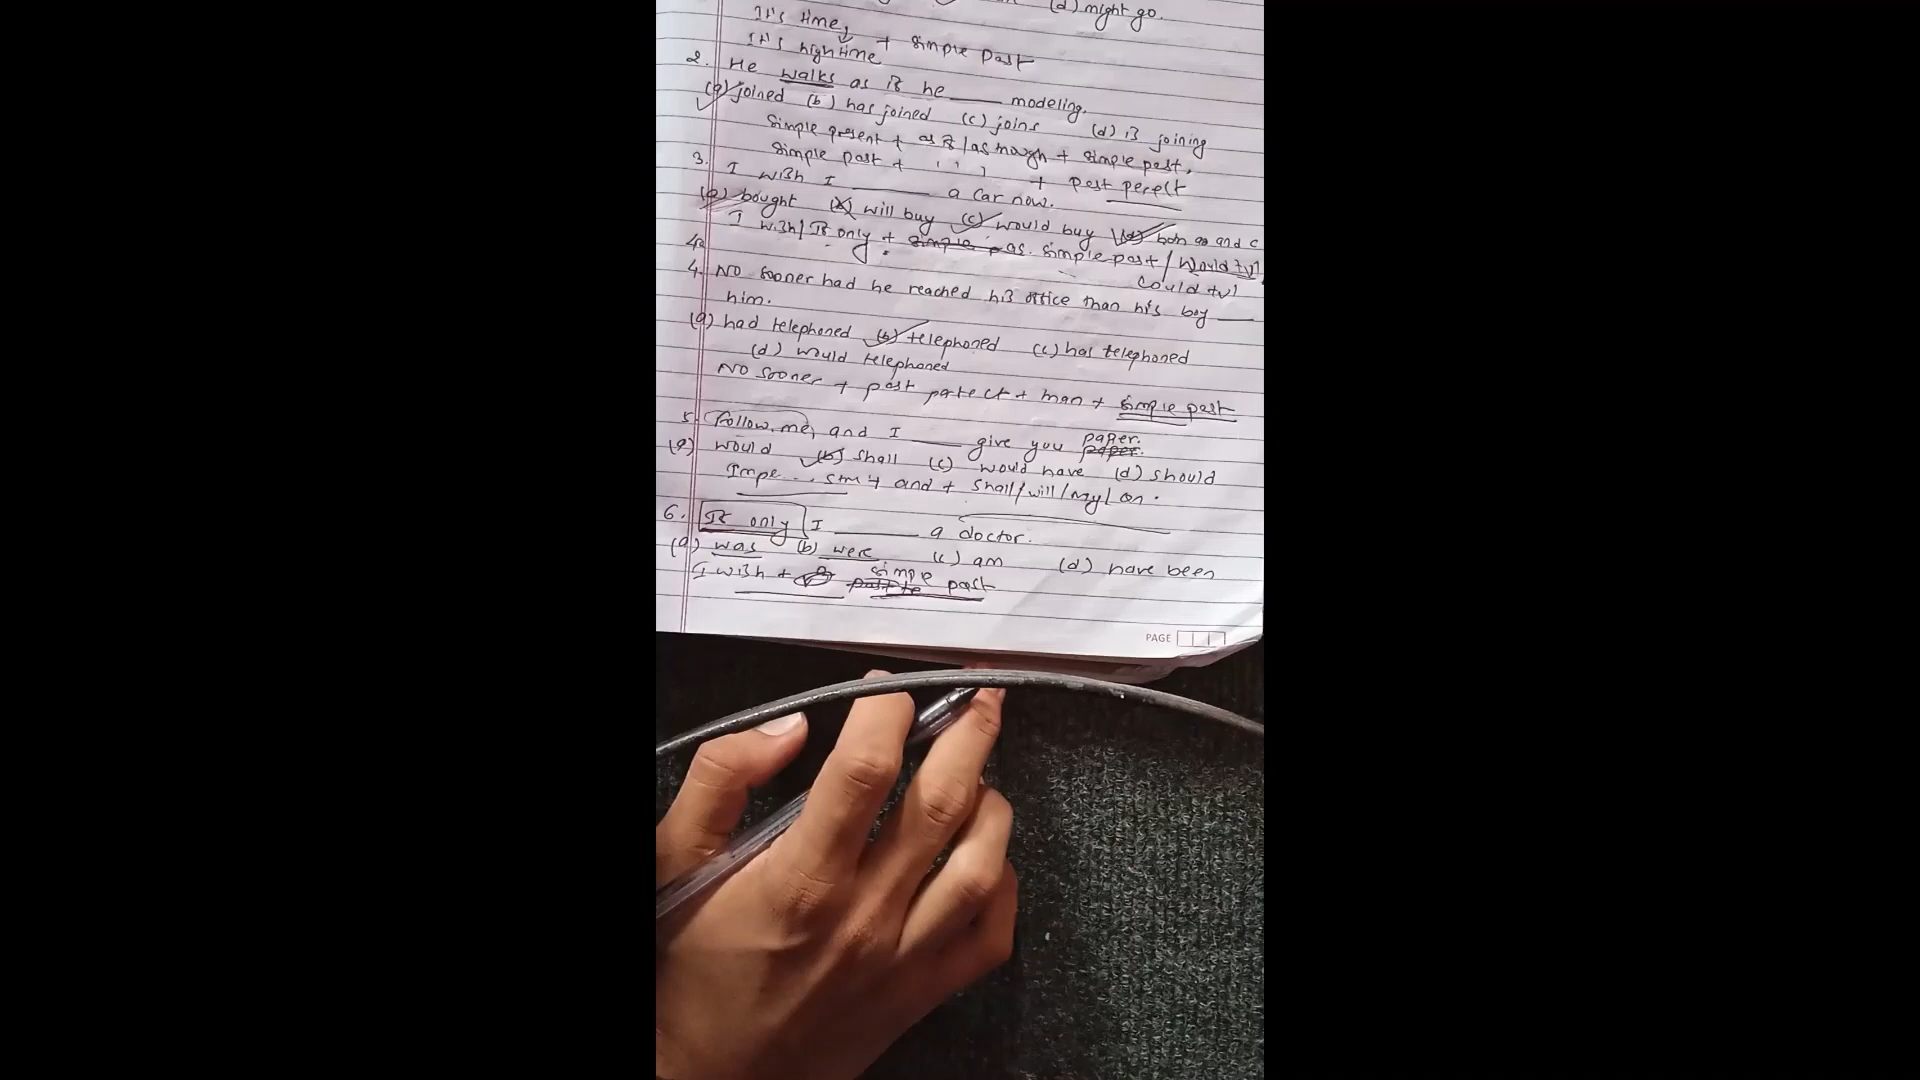 (d) might go.
It's time,
It's high time + simple past
2. He walks as if he ____ modeling.
(a) joined (b) has joined (c) joins (d) is joining
simple present + as if / as though + simple past,
simple past + ' ' , + past perect
3. I wish I ____ a car now.
(a) bought (b) will buy (c) would buy (d) both a and c
I wish / If only + simple pas. simple past / would +v1
could +v1
4. No sooner had he reached his office than his boy ____
him.
(a) had telephoned (b) telephoned (c) has telephoned
(d) would telephoned
No sooner + past parfect + than + simple past
5. Follow me, and I ____ give you paper.
(a) would (b) shall (c) would have (d) should
Impe... and + shall/will/may/
6. If only I ____ a doctor.
(a) was (b) were (c) am (d) have been
I wish + simple past
PAGE